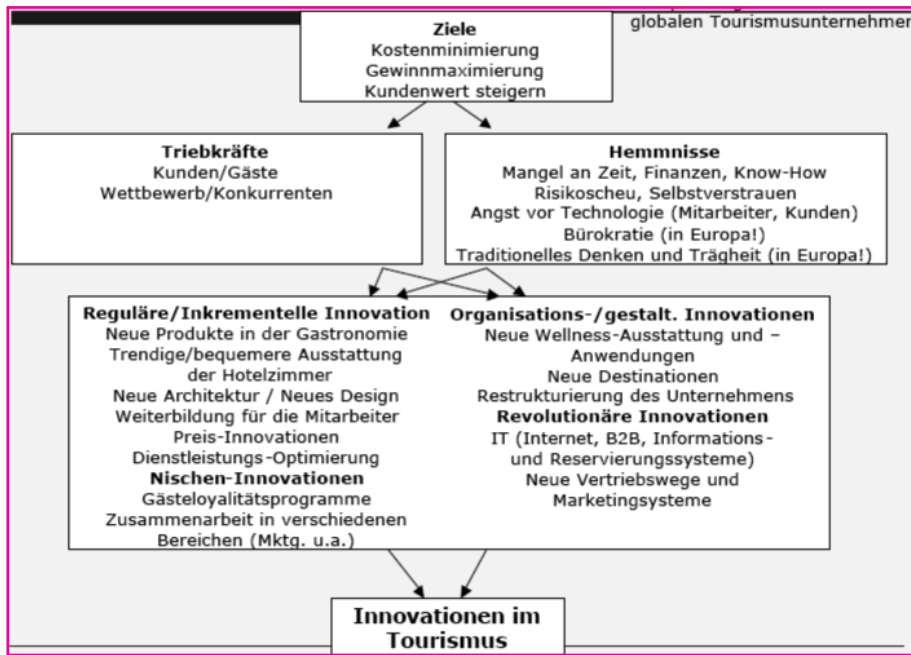 globalen Tourismusunternehmen
Ziele
Kostenminimierung
Gewinnmaximierung
Kundenwert steigern
Triebkräfte
Kunden/Gäste
Wettbewerb/Konkurrenten
Hemmnisse
Mangel an Zeit, Finanzen, Know-How
Risikoscheu, Selbstverstrauen
Angst vor Technologie (Mitarbeiter, Kunden)
Bürokratie (in Europa!)
Traditionelles Denken und Trägheit (in Europa!)
Reguläre/Inkrementelle Innovation
Neue Produkte in der Gastronomie
Trendige/bequemere Ausstattung
der Hotelzimmer
Neue Architektur / Neues Design
Weiterbildung für die Mitarbeiter
Preis-Innovationen
Dienstleistungs-Optimierung
Nischen-Innovationen
Gästeloyalitätsprogramme
Zusammenarbeit in verschiedenen
Bereichen (Mktg. u.a.)
Organisations-/gestalt. Innovationen
Neue Wellness-Ausstattung und –
Anwendungen
Neue Destinationen
Restrukturierung des Unternehmens
Revolutionäre Innovationen
IT (Internet, B2B, Informations-
und Reservierungssysteme)
Neue Vertriebswege und
Marketingsysteme
Innovationen im
Tourismus